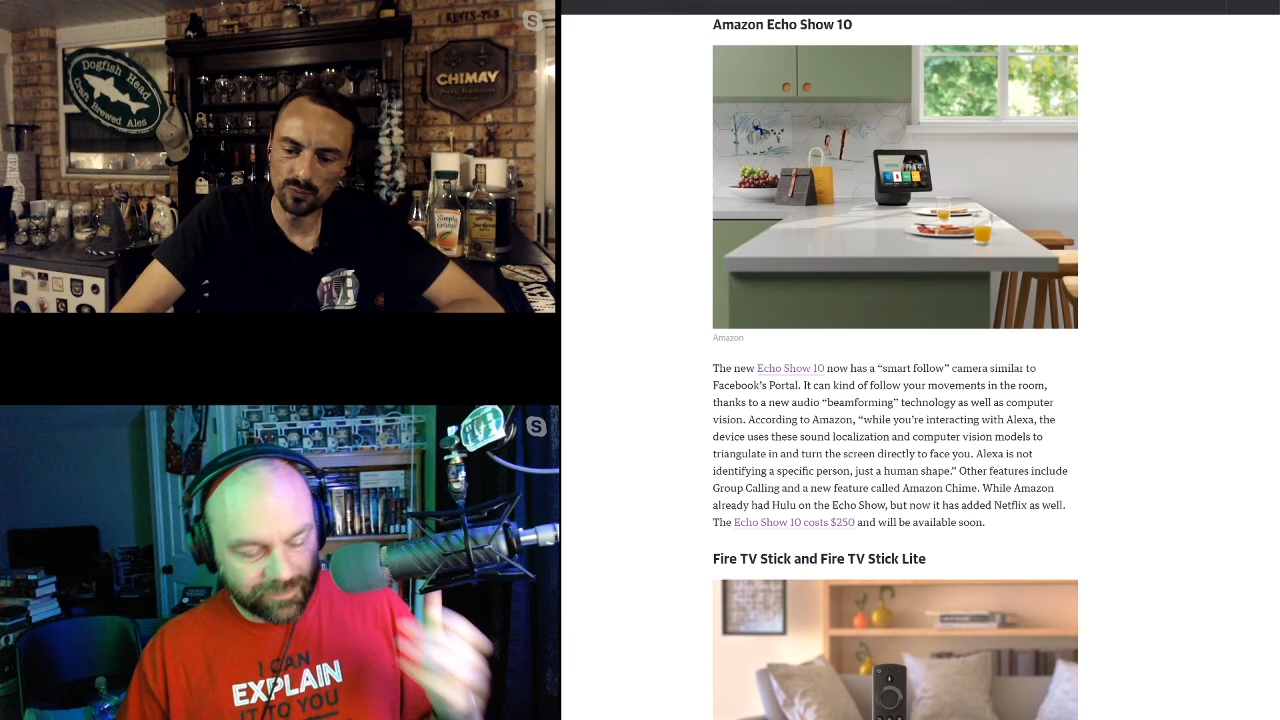 KENTS PUB
Dogfish Head
Craft Brewed Ales
CHIMAY
Simply
Orange
S
S
I CAN
EXPLAIN
IT TO YOU
Amazon Echo Show 10
Amazon
The new Echo Show 10 now has a “smart follow” camera similar to
Facebook’s Portal. It can kind of follow your movements in the room,
thanks to a new audio “beamforming” technology as well as computer
vision. According to Amazon, “while you’re interacting with Alexa, the
device uses these sound localization and computer vision models to
triangulate in and turn the screen directly to face you. Alexa is not
identifying a specific person, just a human shape.” Other features include
Group Calling and a new feature called Amazon Chime. While Amazon
already had Hulu on the Echo Show, but now it has added Netflix as well.
The Echo Show 10 costs $250 and will be available soon.
Fire TV Stick and Fire TV Stick Lite